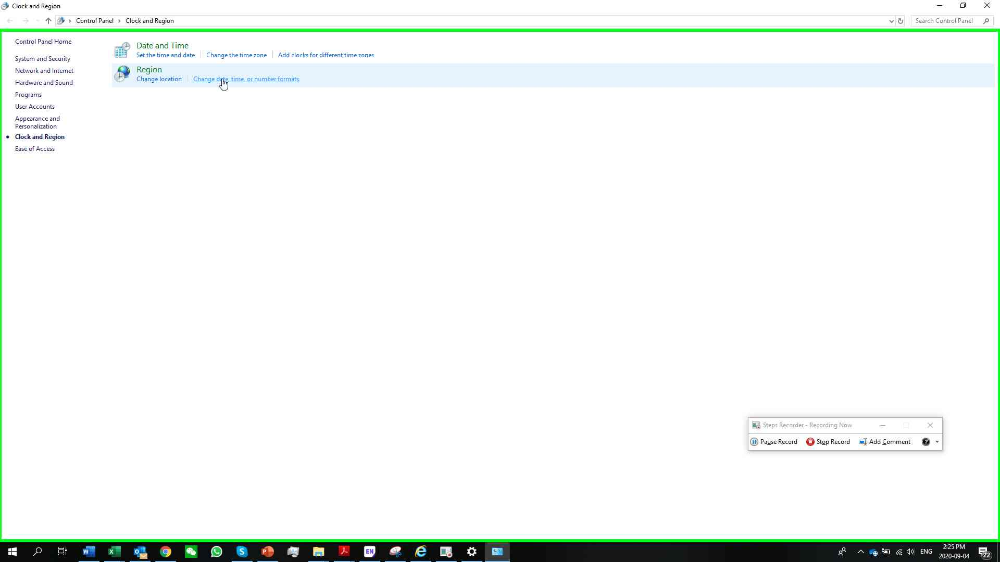 Clock and Region
Control Panel > Clock and Region
Search Control Panel
Control Panel Home
System and Security
Network and Internet
Hardware and Sound
Programs
User Accounts
Appearance and
Personalization
Clock and Region
Ease of Access
Date and Time
Set the time and date Change the time zone Add clocks for different time zones
Region
Change location Change date, time, or number formats
Steps Recorder - Recording Now
Pause Record Stop Record Add Comment ?
W X O S P EN ENG
2:25 PM
2020-09-04
22